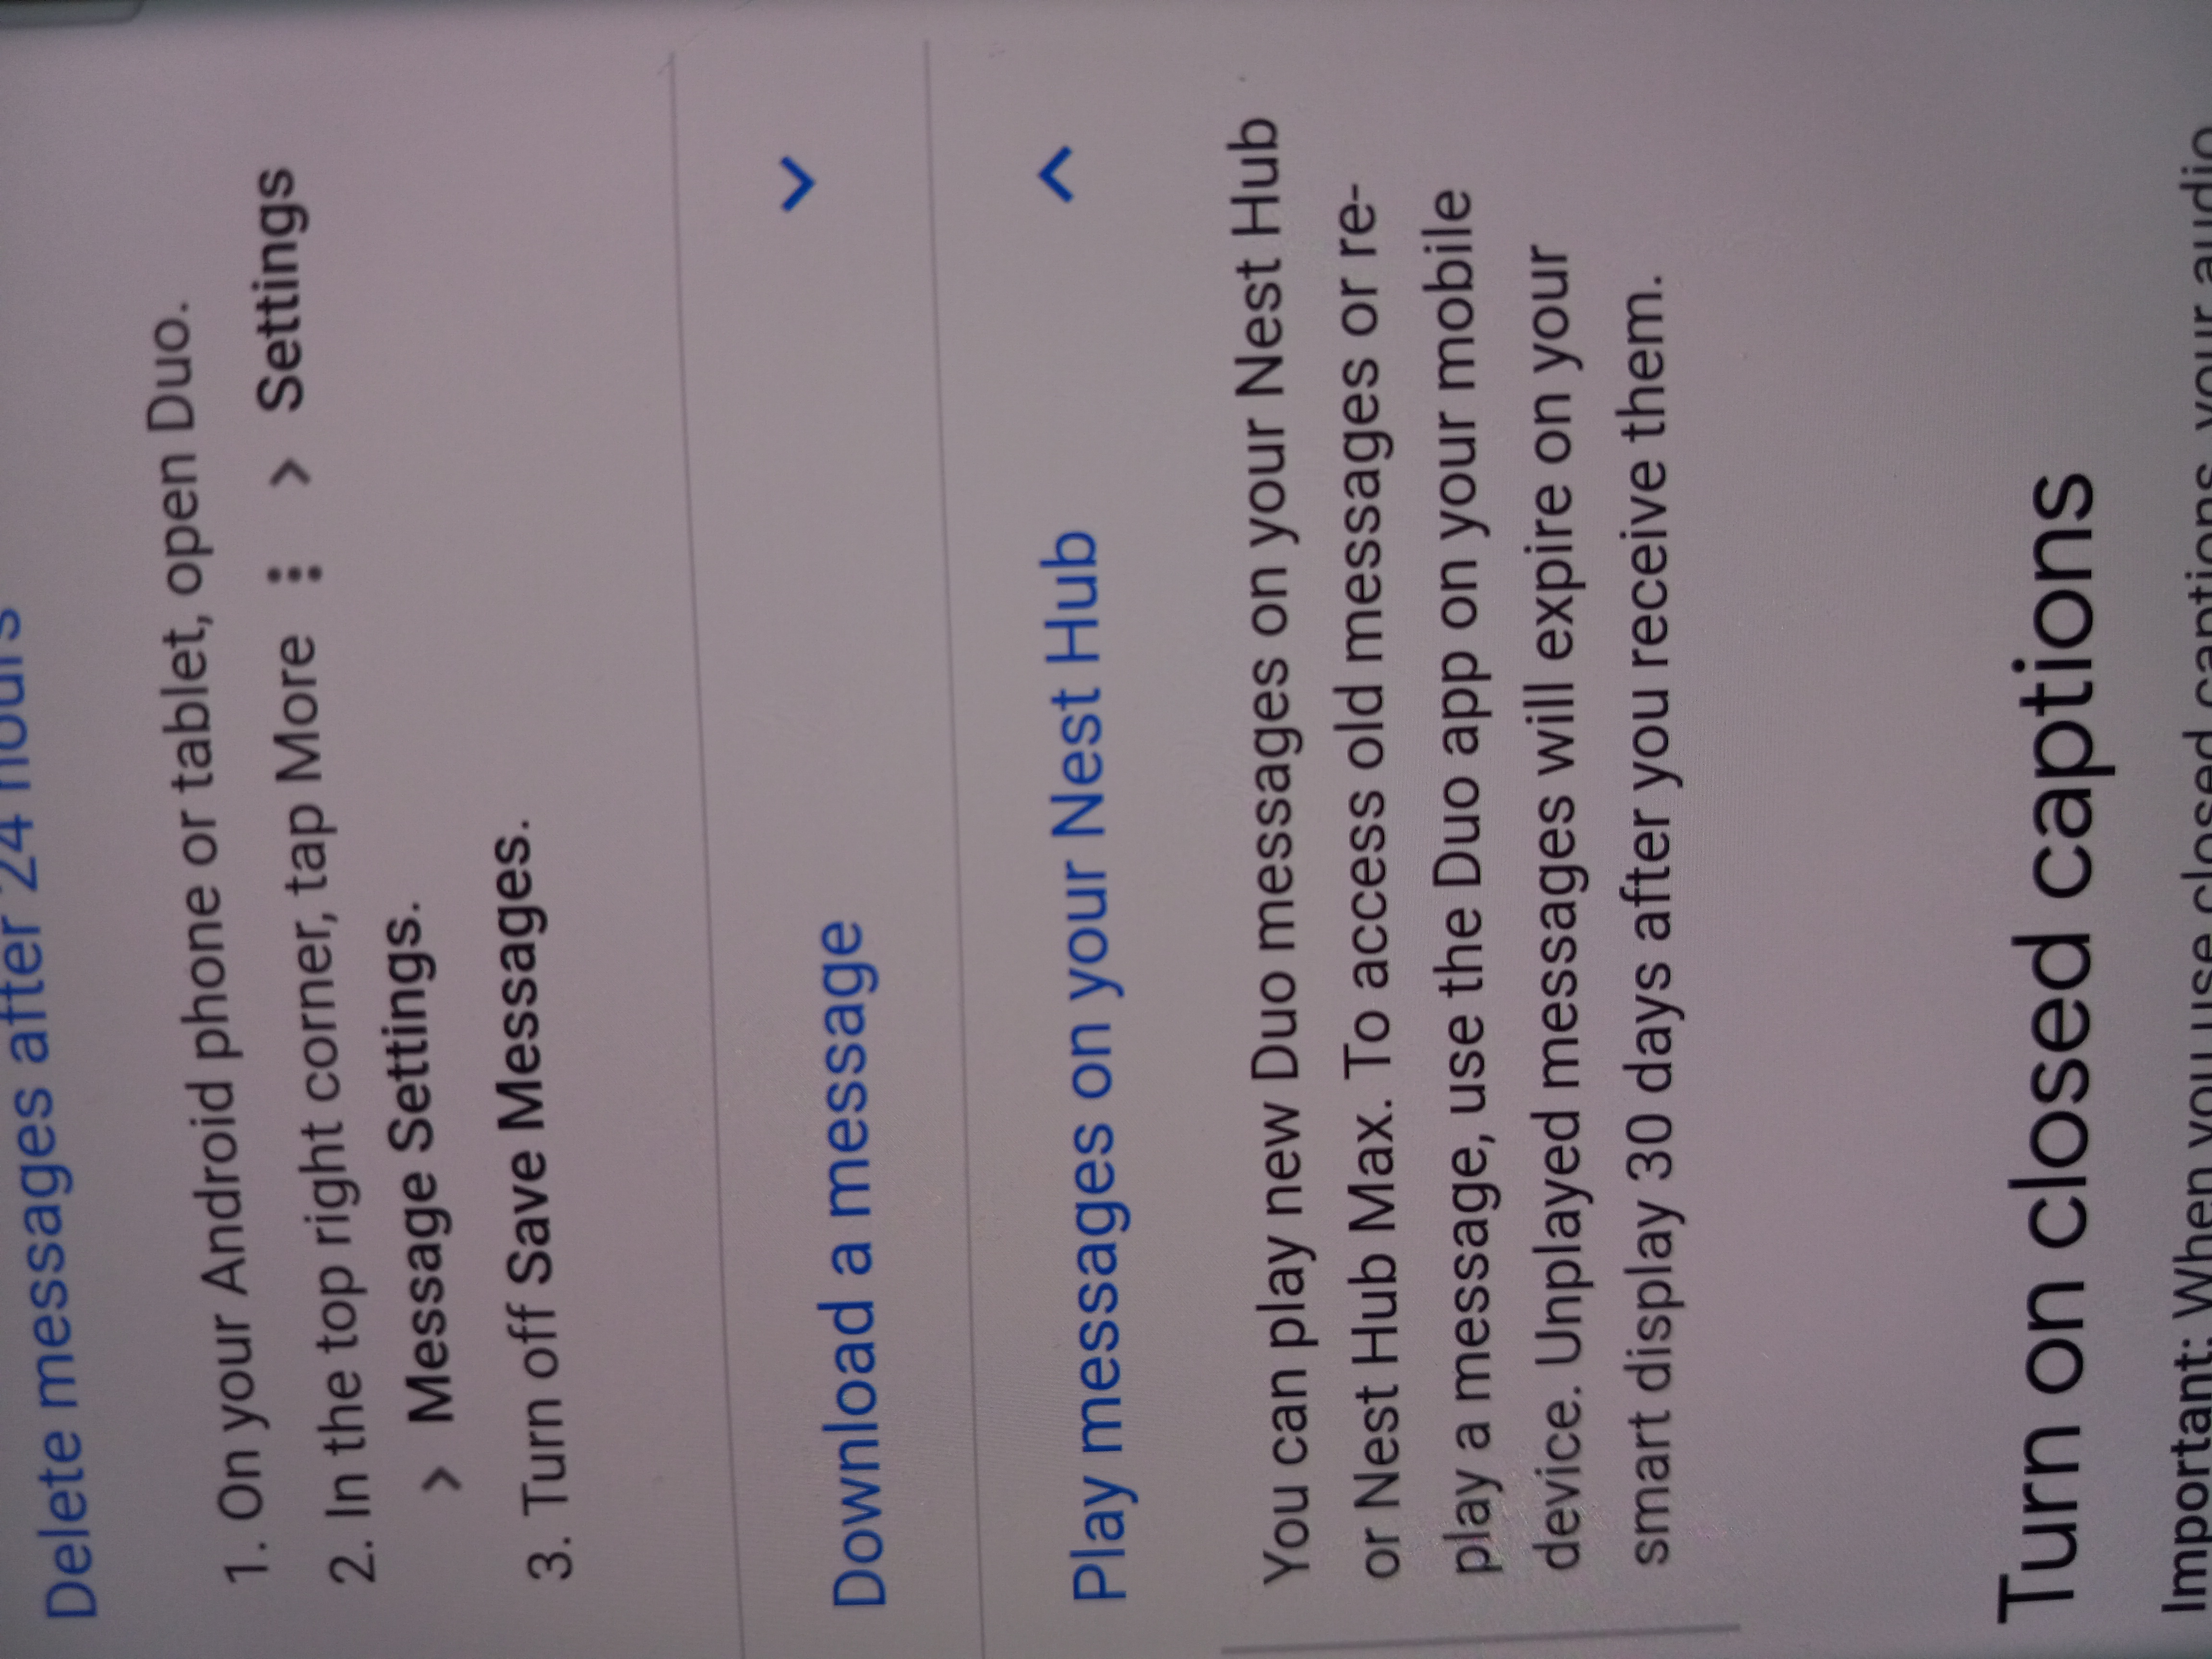 Delete messages after 24 hours
1. On your Android phone or tablet, open Duo.
2. In the top right corner, tap More ⋮ > Settings
> Message Settings.
3. Turn off Save Messages.
Download a message
Play messages on your Nest Hub
You can play new Duo messages on your Nest Hub
or Nest Hub Max. To access old messages or re-
play a message, use the Duo app on your mobile
device. Unplayed messages will expire on your
smart display 30 days after you receive them.
Turn on closed captions
Important: When you use closed captions, your audio